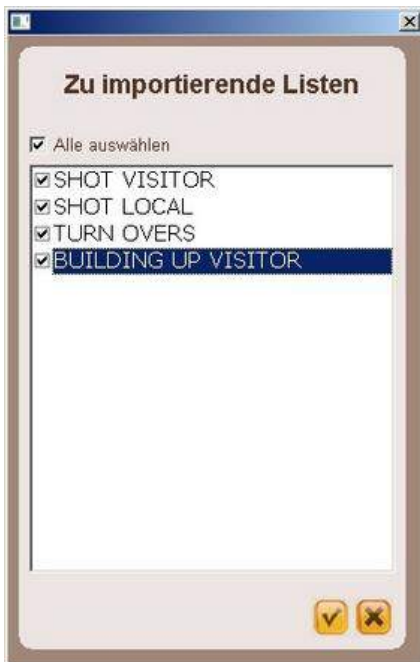 Zu importierende Listen
Alle auswählen
SHOT VISITOR
SHOT LOCAL
TURN OVERS
BUILDING UP VISITOR